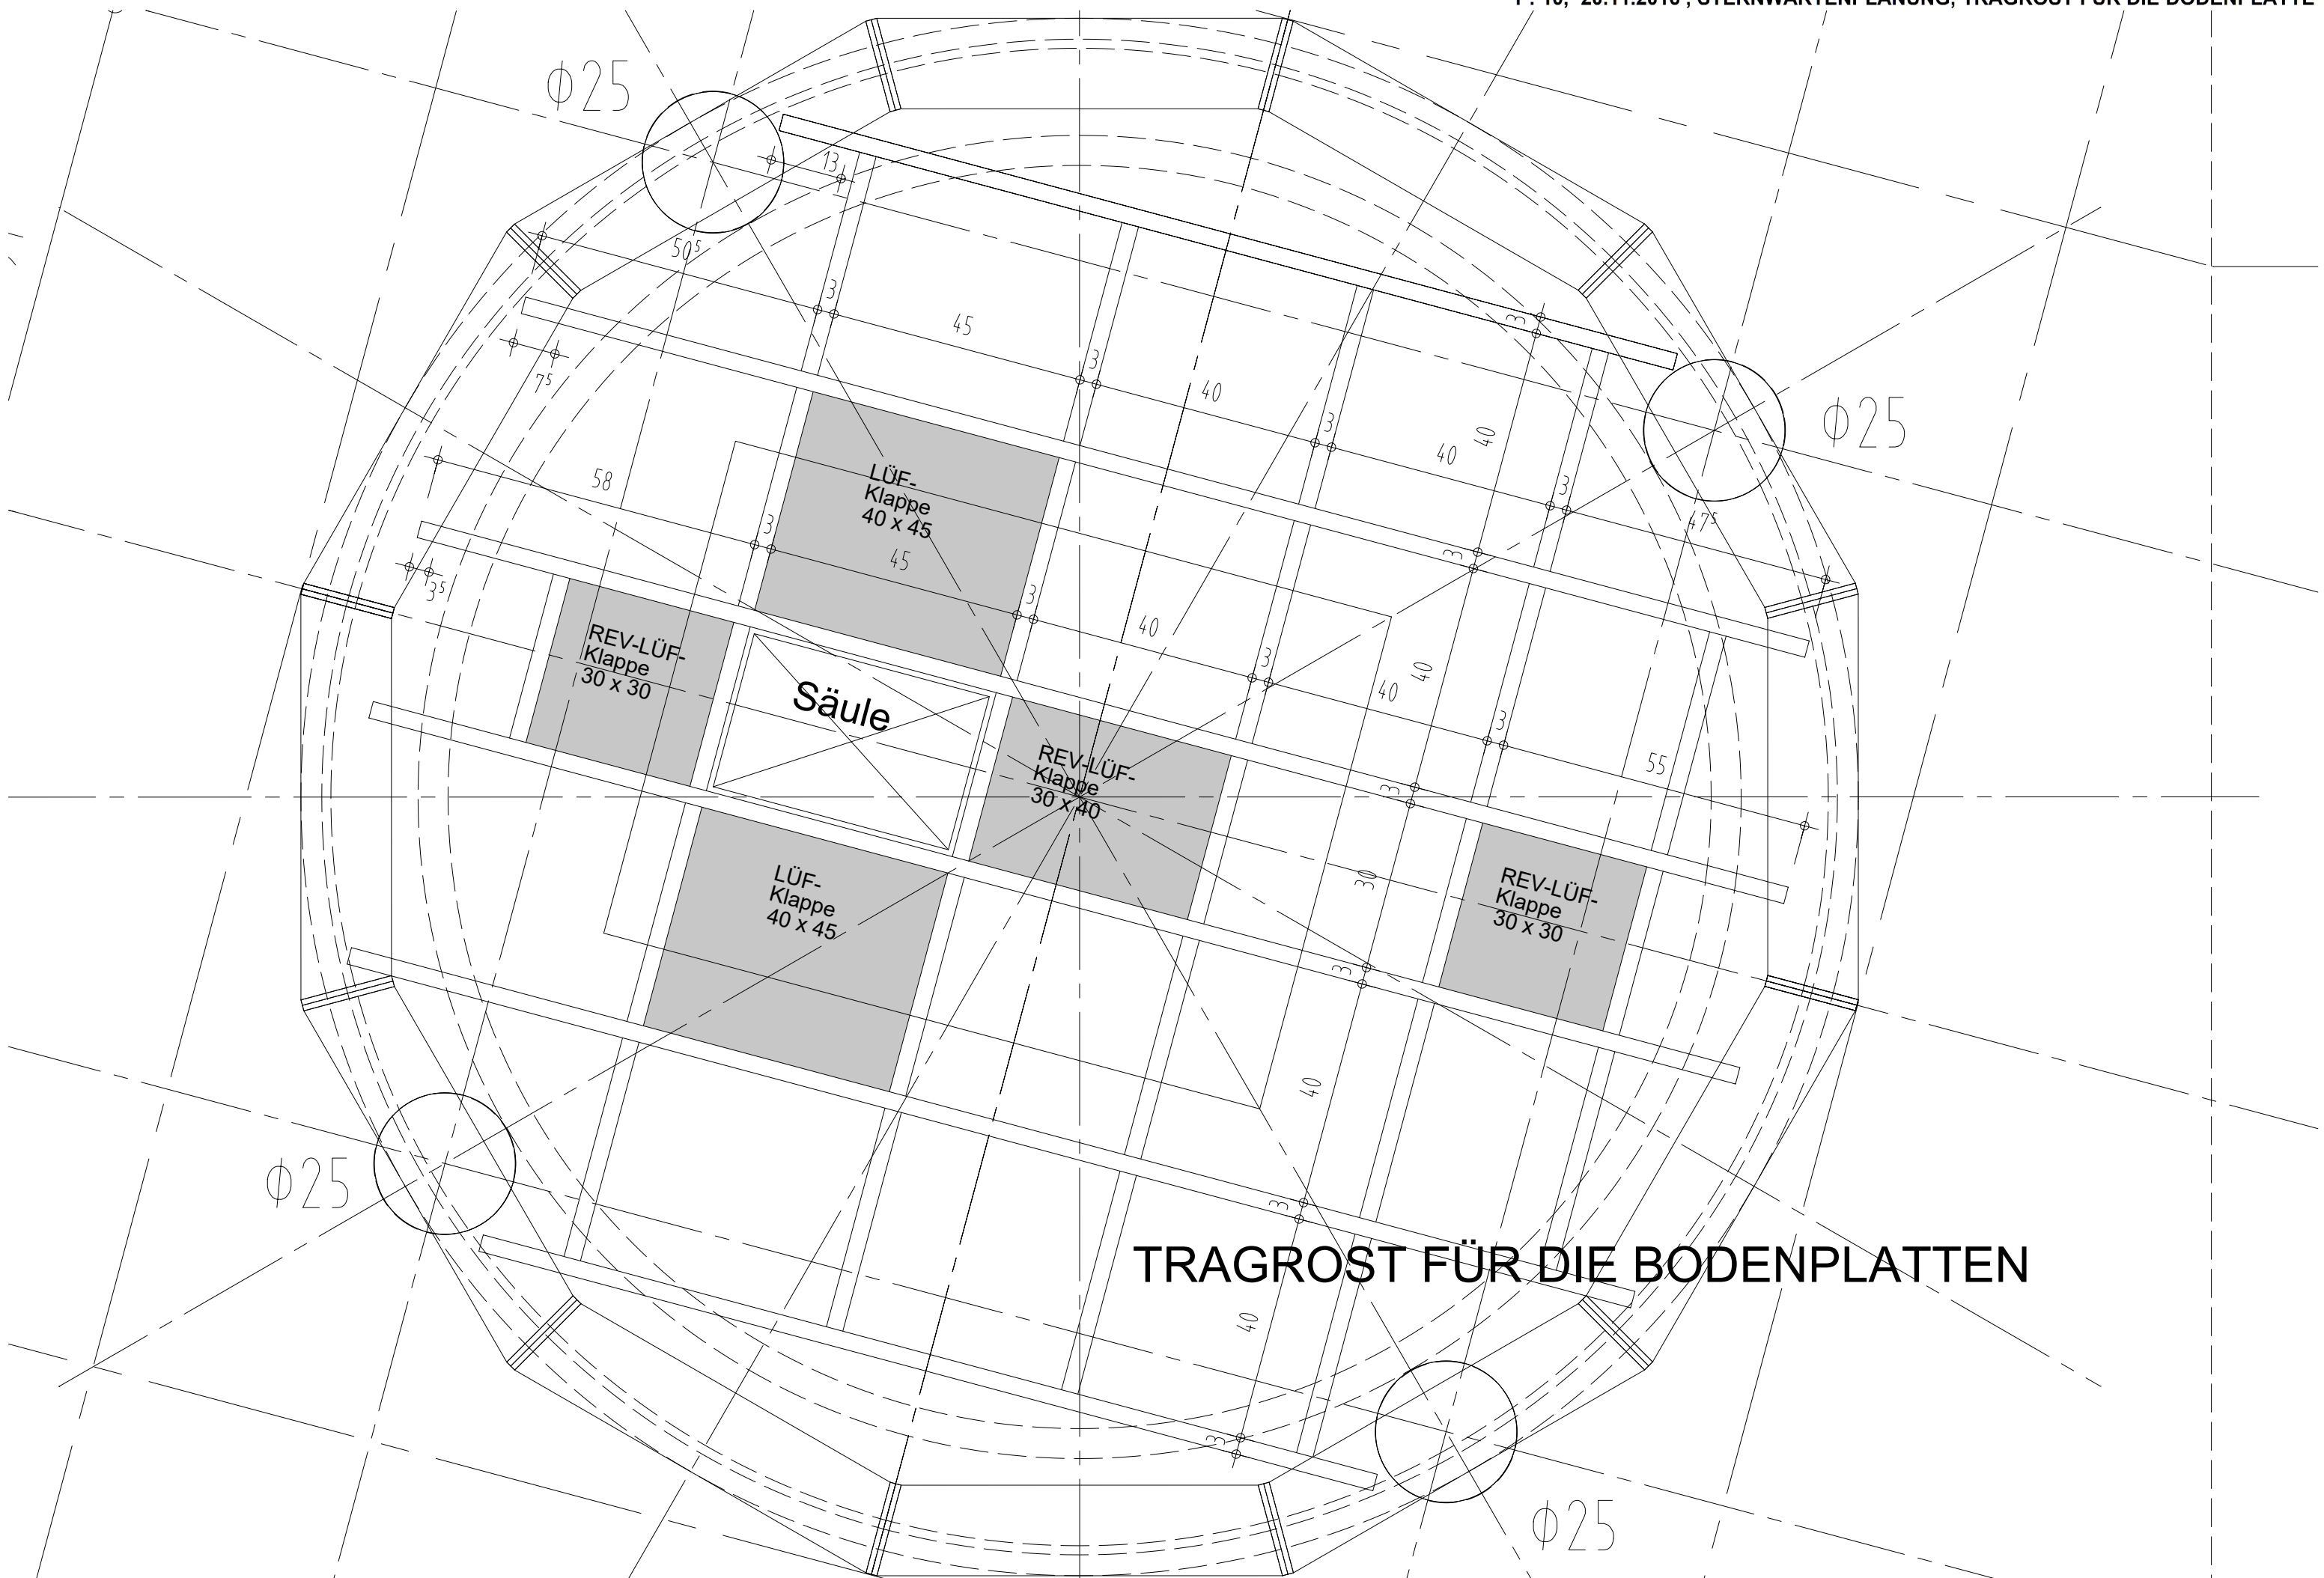 Φ25
13
50⁵
3
45
3
3
40
3
40
40
Φ25
7⁵
3
47⁵
58
LÜF-
Klappe
40 x 45
3
45
3
3
40
3
40
40
3
55
3⁵
REV-LÜF-
Klappe
30 x 30
Säule
REV-LÜF-
Klappe
30 x 40
3
30
LÜF-
Klappe
40 x 45
REV-LÜF-
Klappe
30 x 30
3
40
Φ25
3
TRAGROST FÜR DIE BODENPLATTEN
40
3
Φ25